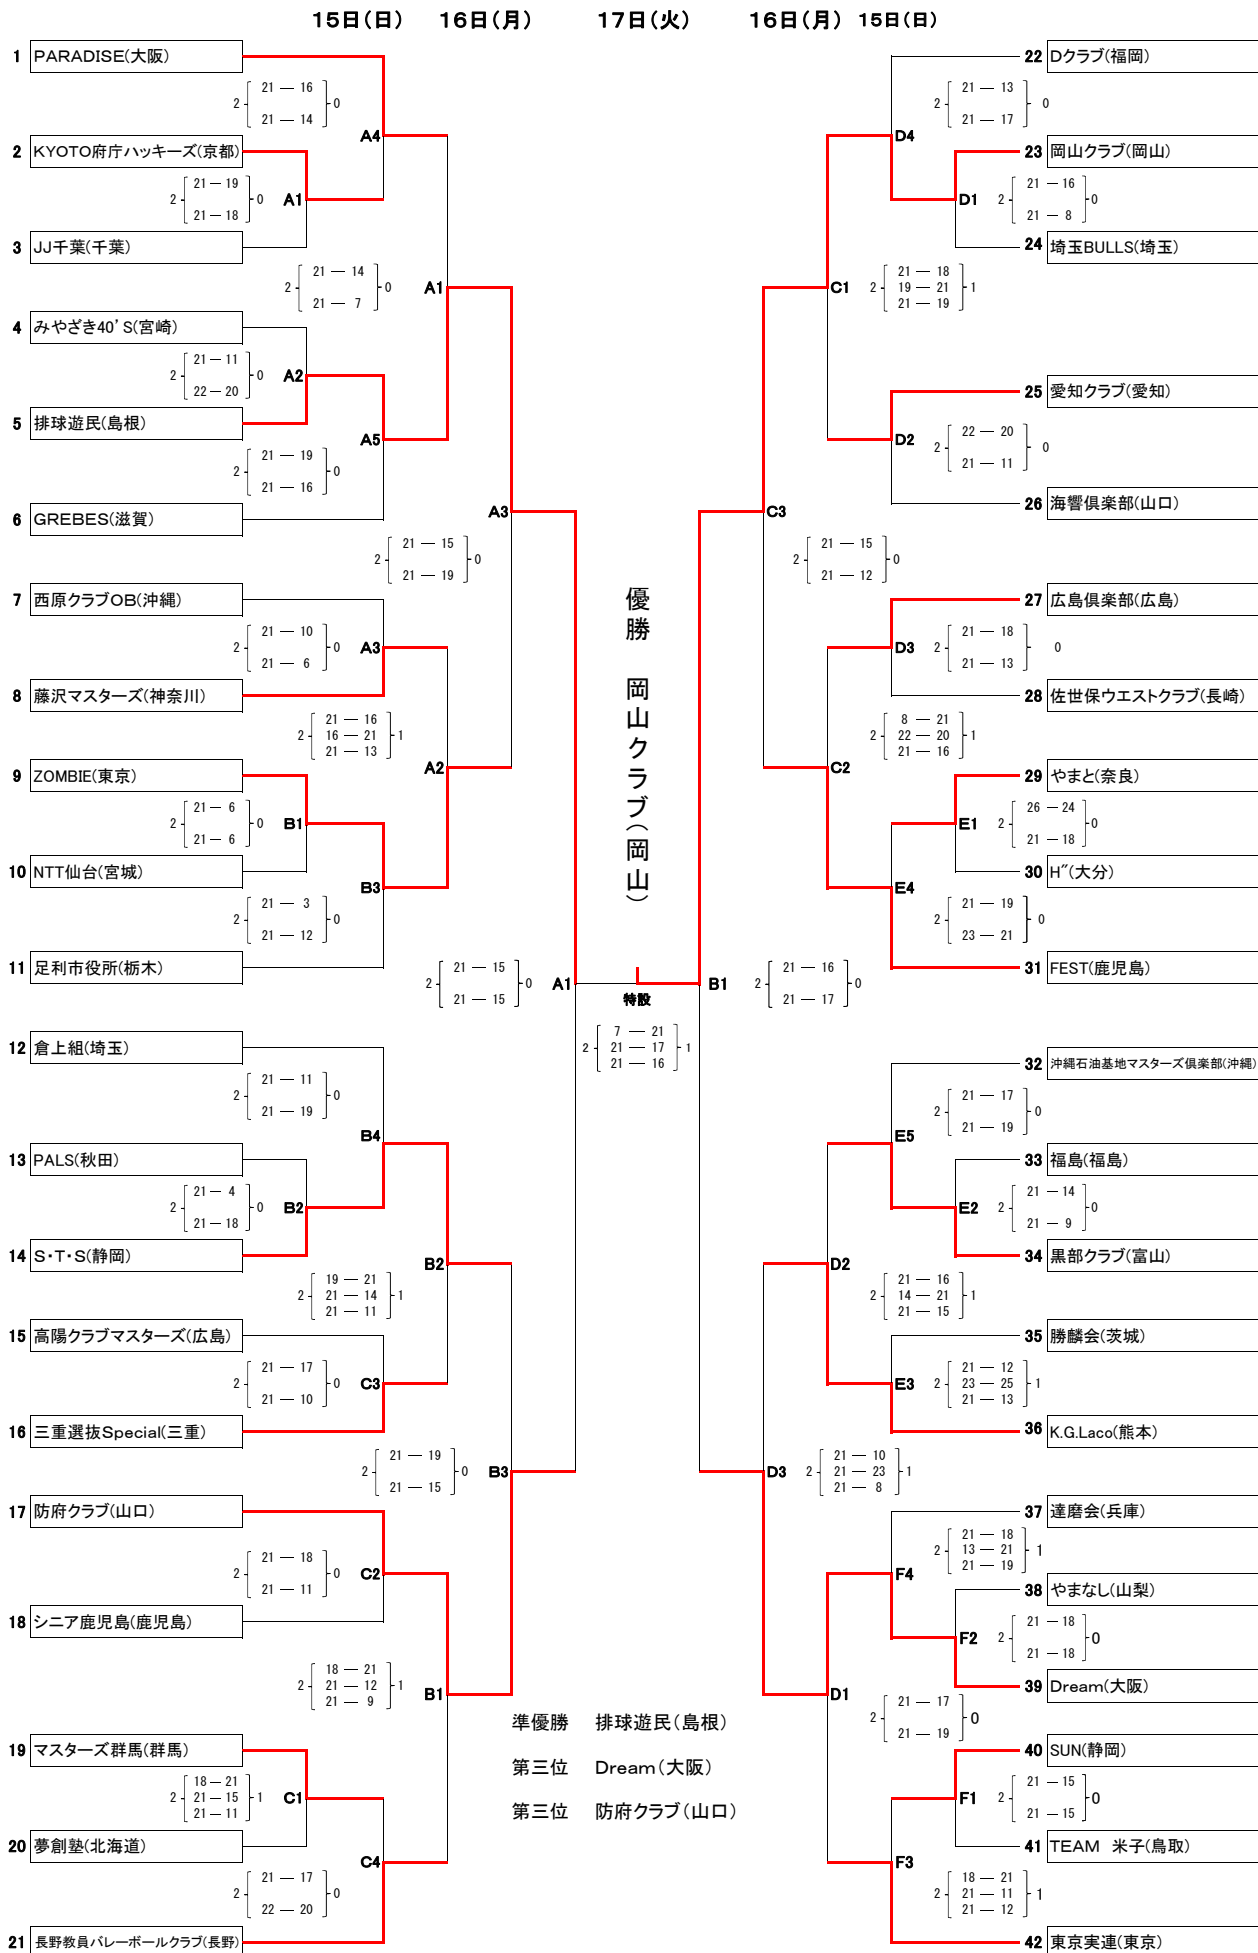 15日(日) 16日(月) 17日(火) 16日(月) 15日(日)
1 PARADISE(大阪)
2 21 — 16 0
21 — 14
A4
2 KYOTO府庁ハッキーズ(京都)
2 21 — 19 0
21 — 18
A1
3 JJ千葉(千葉)
2 21 — 14 0
21 — 7
A1
4 みやざき40'S(宮崎)
2 21 — 11 0
22 — 20
A2
5 排球遊民(島根)
A5
2 21 — 19 0
21 — 16
6 GREBES(滋賀)
A3
2 21 — 15 0
21 — 19
7 西原クラブOB(沖縄)
2 21 — 10 0
21 — 6
A3
8 藤沢マスターズ(神奈川)
2 21 — 16 1
16 — 21
21 — 13
A2
9 ZOMBIE(東京)
2 21 — 6 0
21 — 6
B1
10 NTT仙台(宮城)
B3
2 21 — 3 0
21 — 12
11 足利市役所(栃木)
2 21 — 15 0
21 — 15
A1
12 倉上組(埼玉)
2 21 — 11 0
21 — 19
B4
13 PALS(秋田)
2 21 — 4 0
21 — 18
B2
14 S・T・S(静岡)
B2
2 19 — 21 1
21 — 14
21 — 11
15 高陽クラブマスターズ(広島)
2 21 — 17 0
21 — 10
C3
16 三重選抜Special(三重)
2 21 — 19 0
21 — 15
B3
17 防府クラブ(山口)
2 21 — 18 0
21 — 11
C2
18 シニア鹿児島(鹿児島)
2 18 — 21 1
21 — 12
21 — 9
B1
19 マスターズ群馬(群馬)
2 18 — 21 1
21 — 15
21 — 11
C1
20 夢創塾(北海道)
C4
2 21 — 17 0
22 — 20
21 長野教員バレーボールクラブ(長野)
優勝 岡山クラブ(岡山)
特設
2 7 — 21 1
21 — 17
21 — 16
準優勝 排球遊民(島根)
第三位 Dream(大阪)
第三位 防府クラブ(山口)
22 Dクラブ(福岡)
2 21 — 13 0
21 — 17
D4
23 岡山クラブ(岡山)
D1 2 21 — 16 0
21 — 8
24 埼玉BULLS(埼玉)
C1 2 21 — 18 1
19 — 21
21 — 19
25 愛知クラブ(愛知)
D2 2 22 — 20 0
21 — 11
26 海響倶楽部(山口)
C3
2 21 — 15 0
21 — 12
27 広島倶楽部(広島)
D3 2 21 — 18 0
21 — 13
28 佐世保ウエストクラブ(長崎)
2 8 — 21 1
22 — 20
21 — 16
C2
29 やまと(奈良)
E1 2 26 — 24 0
21 — 18
30 H″(大分)
E4
2 21 — 19 0
23 — 21
31 FEST(鹿児島)
B1 2 21 — 16 0
21 — 17
32 沖縄石油基地マスターズ倶楽部(沖縄)
2 21 — 17 0
21 — 19
E5
33 福島(福島)
E2 2 21 — 14 0
21 — 9
34 黒部クラブ(富山)
D2
2 21 — 16 1
14 — 21
21 — 15
35 勝麟会(茨城)
E3 2 21 — 12 1
23 — 25
21 — 13
36 K.G.Laco(熊本)
D3 2 21 — 10 1
21 — 23
21 — 8
37 達磨会(兵庫)
2 21 — 18 1
13 — 21
21 — 19
F4
38 やまなし(山梨)
F2 2 21 — 18 0
21 — 18
39 Dream(大阪)
D1
2 21 — 17 0
21 — 19
40 SUN(静岡)
F1 2 21 — 15 0
21 — 15
41 TEAM 米子(鳥取)
F3
2 18 — 21 1
21 — 11
21 — 12
42 東京実連(東京)